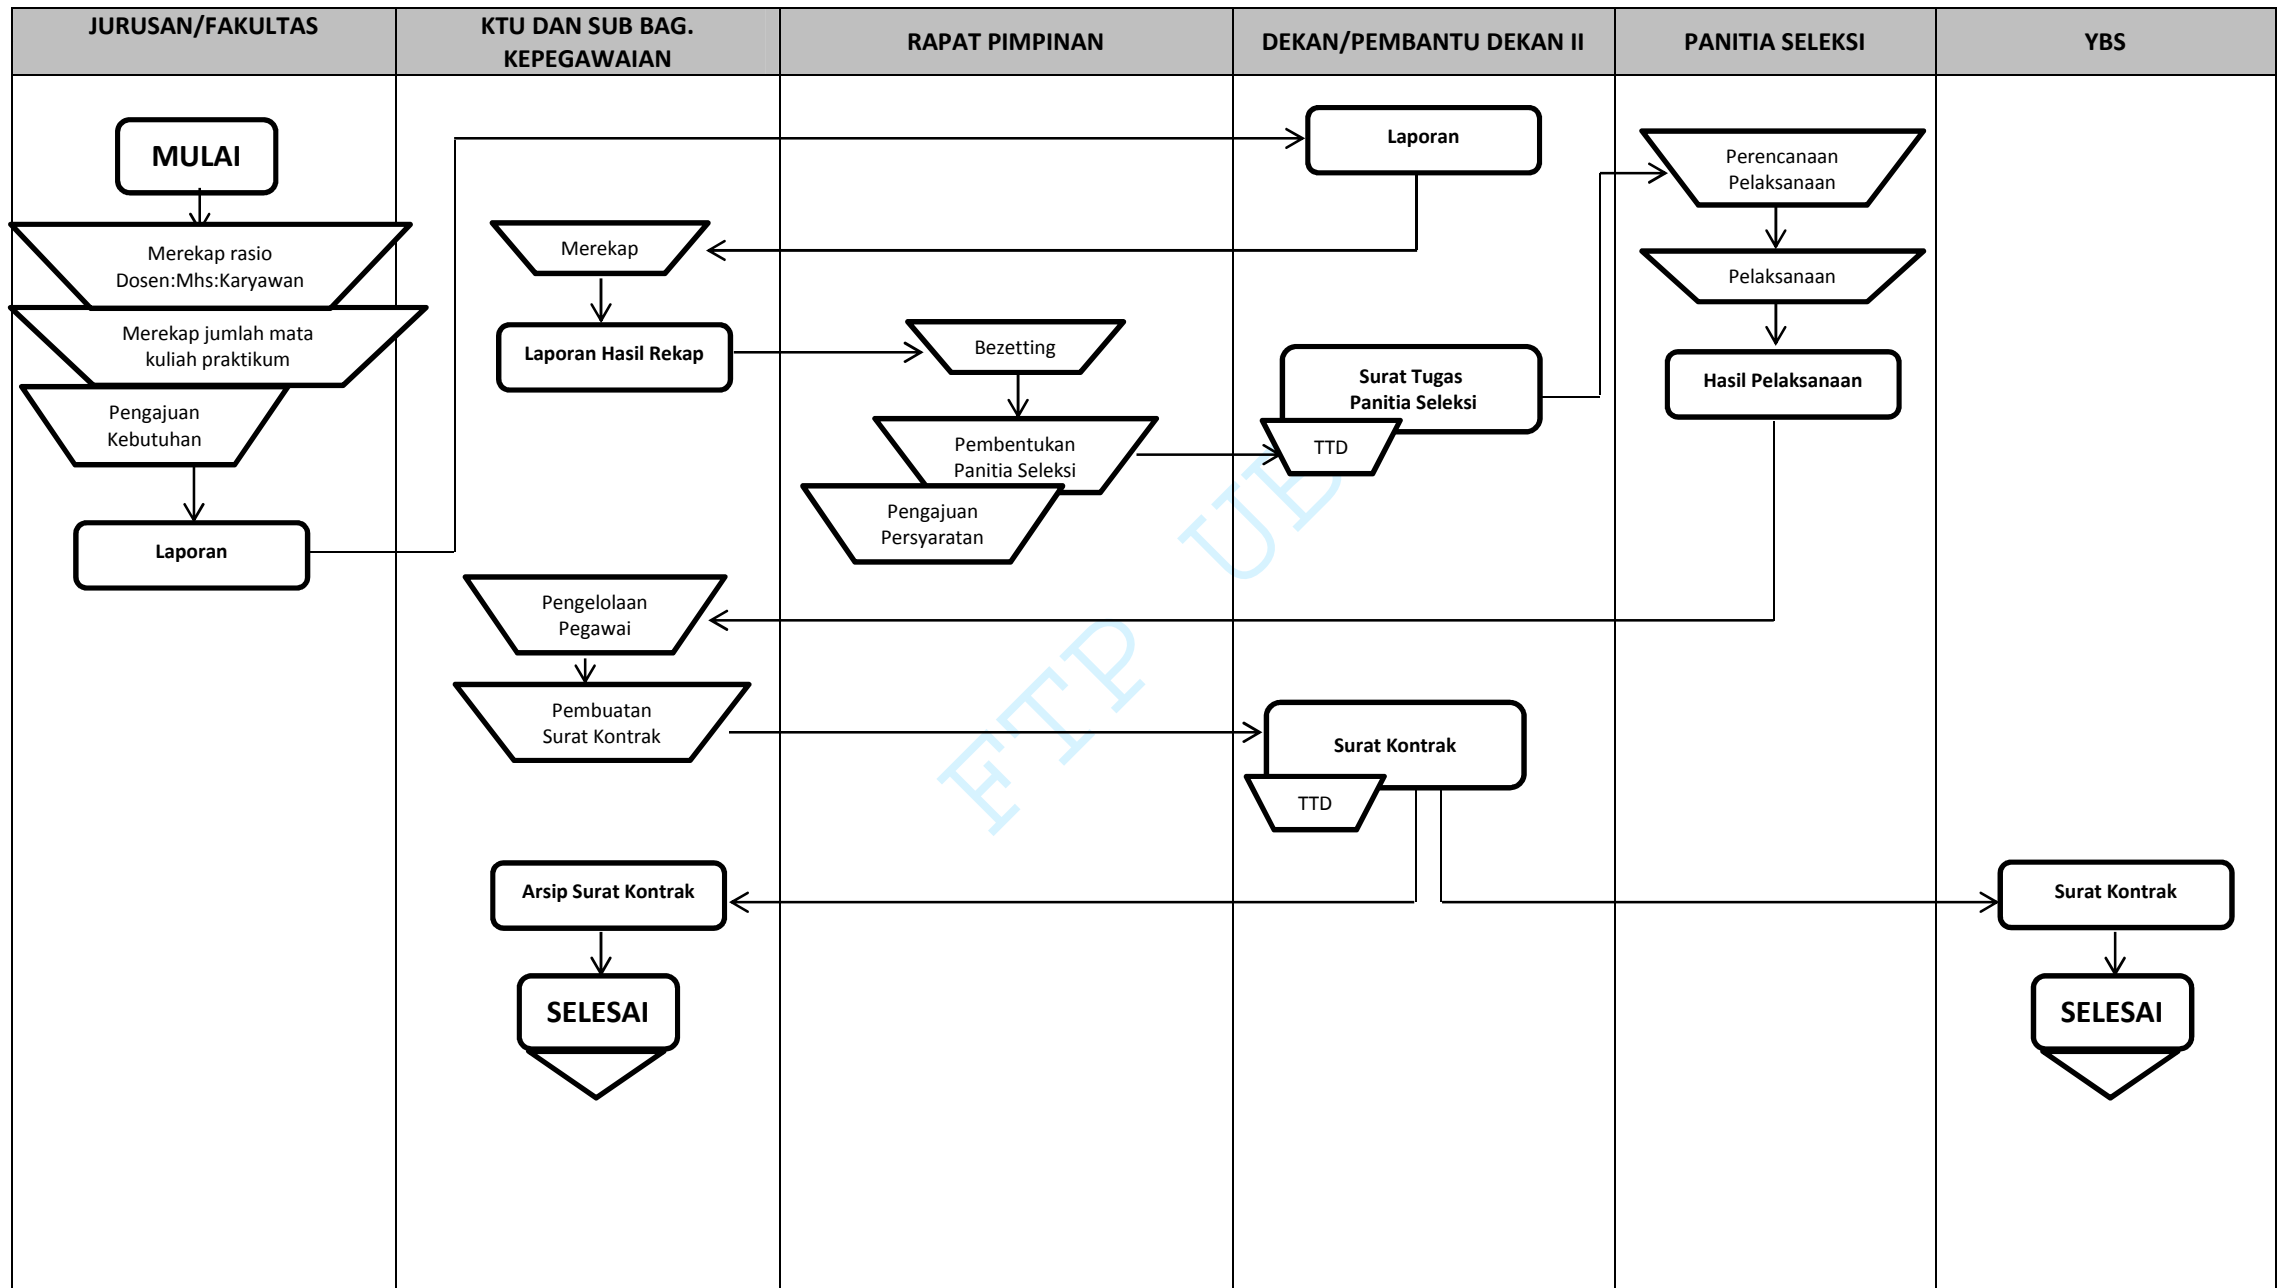 JURUSAN/FAKULTAS
KTU DAN SUB BAG.
KEPEGAWAIAN
RAPAT PIMPINAN
DEKAN/PEMBANTU DEKAN II
PANITIA SELEKSI
YBS
MULAI
Merekap rasio
Dosen:Mhs:Karyawan
Merekap jumlah mata
kuliah praktikum
Pengajuan
Kebutuhan
Laporan
Merekap
Laporan Hasil Rekap
Pengelolaan
Pegawai
Pembuatan
Surat Kontrak
Arsip Surat Kontrak
SELESAI
Bezetting
Pembentukan
Panitia Seleksi
Pengajuan
Persyaratan
Laporan
Surat Tugas
Panitia Seleksi
TTD
Surat Kontrak
TTD
Perencanaan
Pelaksanaan
Pelaksanaan
Hasil Pelaksanaan
Surat Kontrak
SELESAI
FTP UB